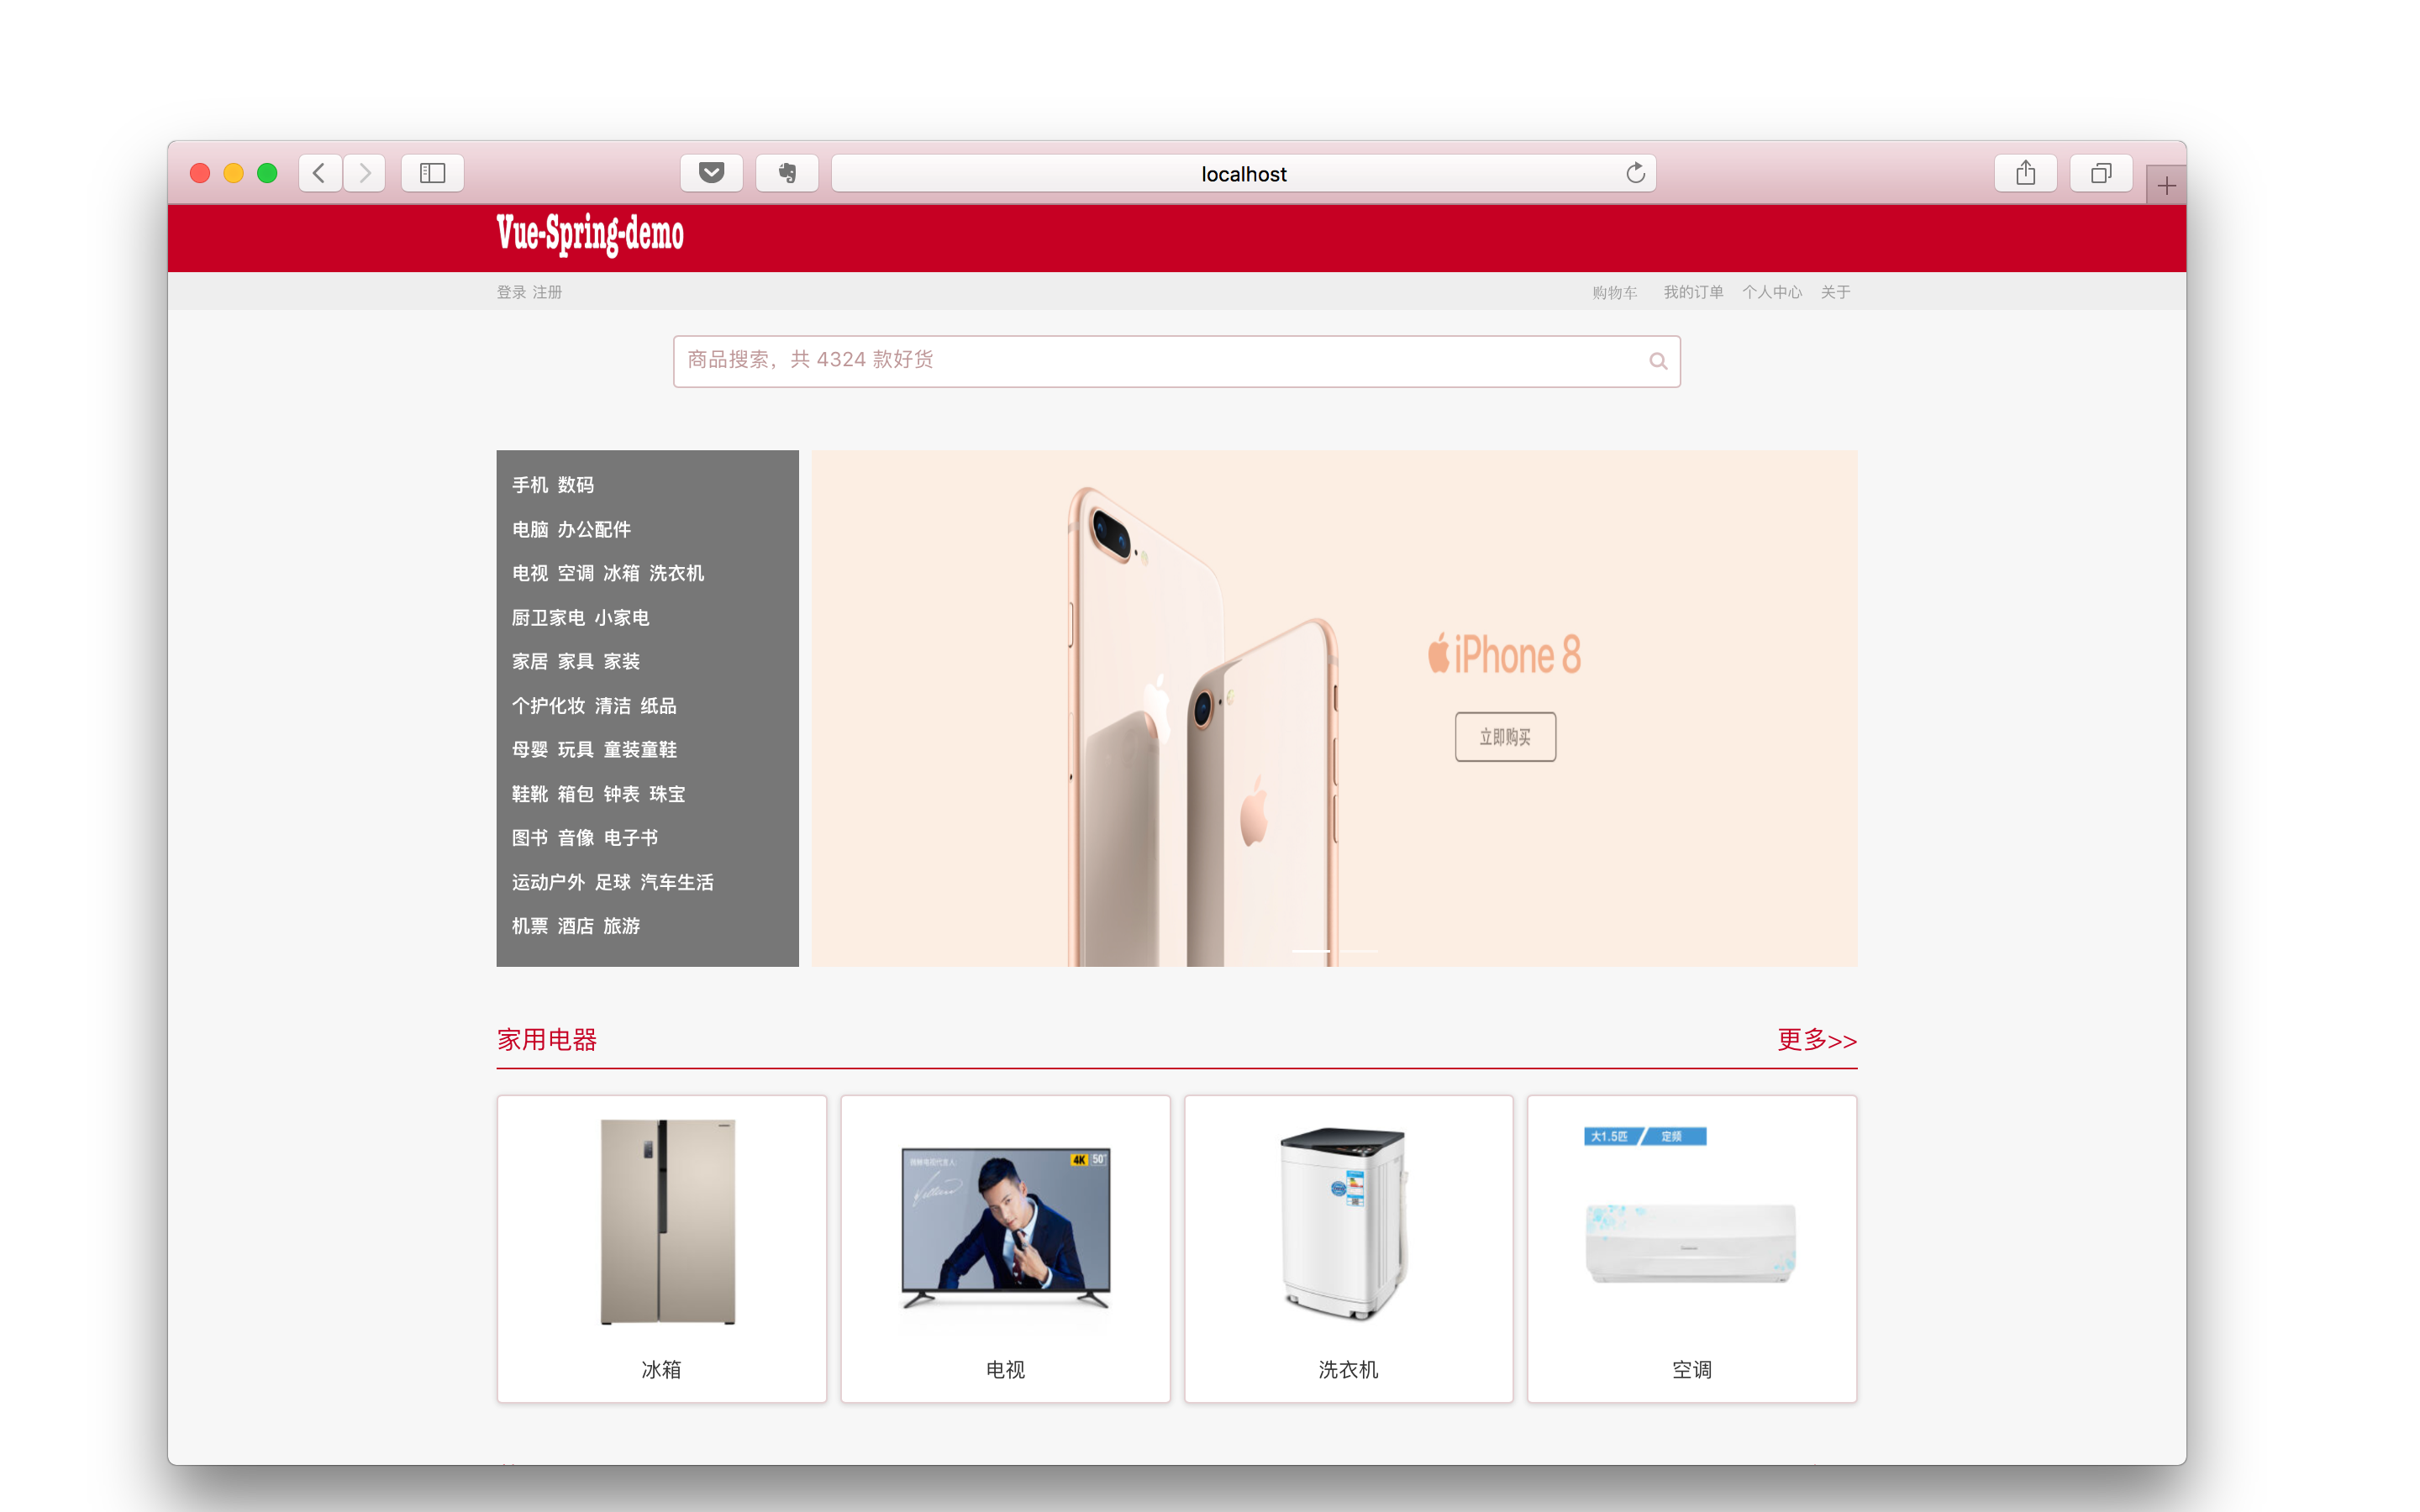 localhost
Vue-Spring-demo
登录 注册 购物车 我的订单 个人中心 关于
商品搜索，共 4324 款好货
手机 数码
电脑 办公配件
电视 空调 冰箱 洗衣机
厨卫家电 小家电
家居 家具 家装
个护化妆 清洁 纸品
母婴 玩具 童装童鞋
鞋靴 箱包 钟表 珠宝
图书 音像 电子书
运动户外 足球 汽车生活
机票 酒店 旅游
iPhone 8
立即购买
家用电器 更多>>
4K 50"
大1.5匹 定频
冰箱 电视 洗衣机 空调